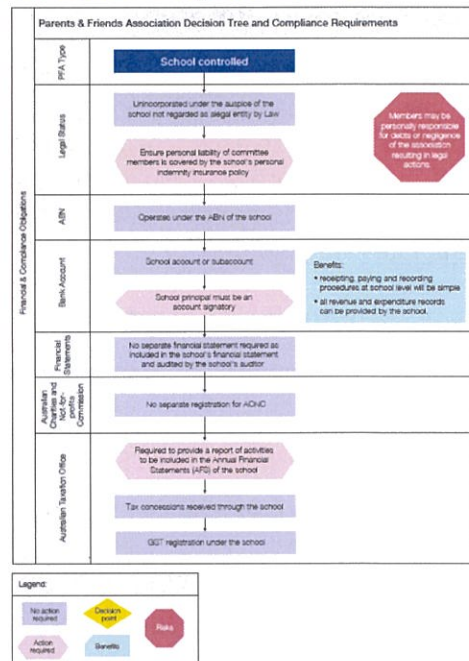 Parents & Friends Association Decision Tree and Compliance Requirements
Financial & Compliance Obligations
PFA Type
School controlled
Legal Status
Unincorporated under the auspice of the
school not regarded as a legal entity by Law
Ensure personal liability of committee
members is covered by the school's personal
indemnity insurance policy
Members may be
personally responsible
for debts or negligence
of the association
resulting in legal
actions.
ABN
Operates under the ABN of the school
Bank Account
School account or subaccount
School principal must be an
account signatory
Benefits:
• receipting, paying and recording
procedures at school level will be simple
• all revenue and expenditure records
can be provided by the school.
Financial
Statements
No separate financial statement required as
included in the school's financial statement
and audited by the school's auditor
Australian
Charities and
Not-for-
profits
Commission
No separate registration for ACNC
Australian Taxation Office
Required to provide a report of activities
to be included in the Annual Financial
Statements (AFS) of the school
Tax concessions received through the school
GST registration under the school
Legend:
No action
required
Decision
point
Risks
Action
required
Benefits